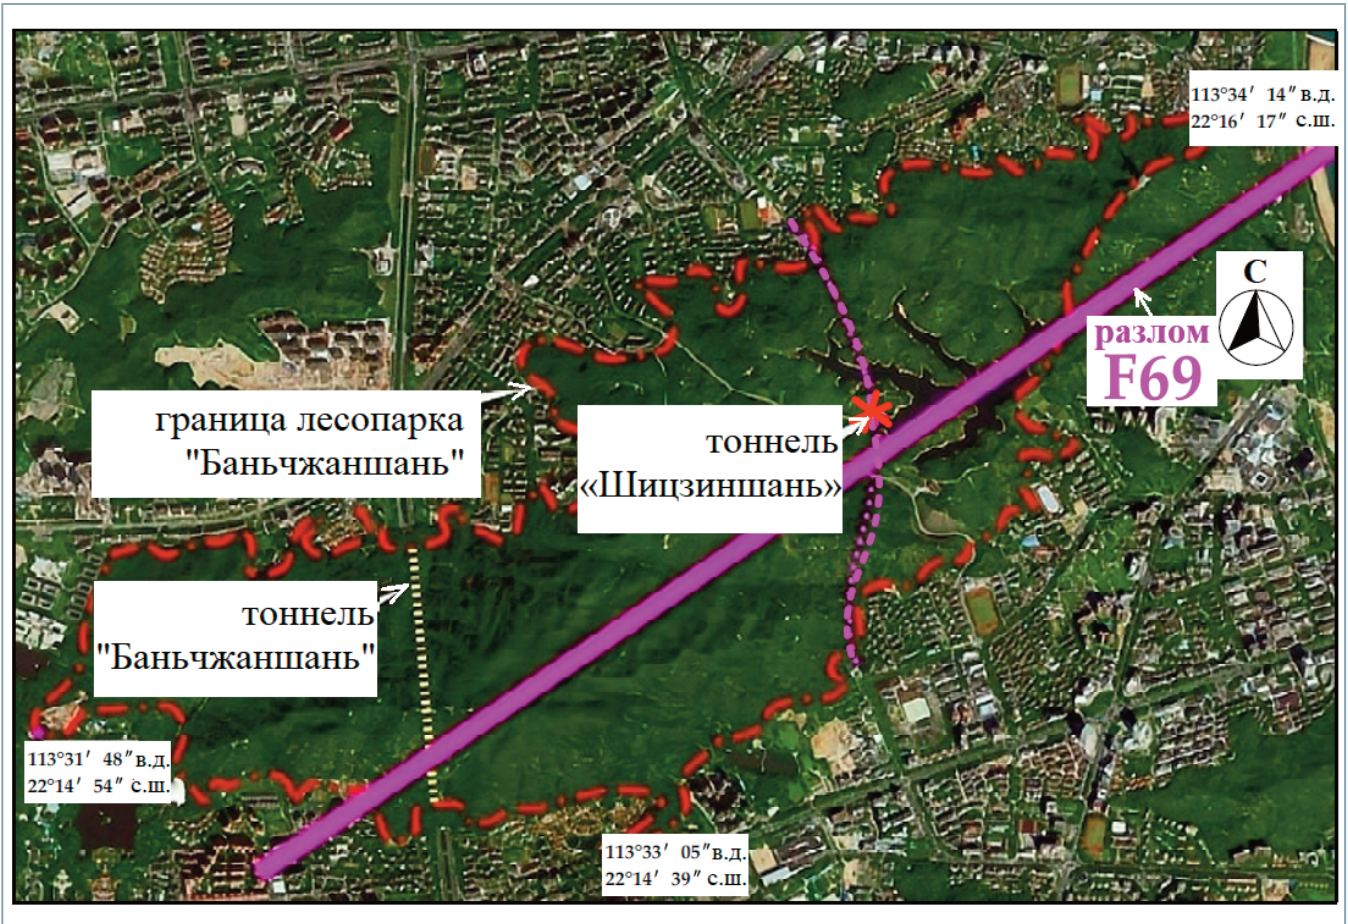 113°34′ 14″ в.д.
22°16′ 17″ с.ш.
С
разлом
F69
граница лесопарка
"Баньчжаншань"
тоннель
«Шицзиншань»
тоннель
"Баньчжаншань"
113°31′ 48″ в.д.
22°14′ 54″ с.ш.
113°33′ 05″ в.д.
22°14′ 39″ с.ш.